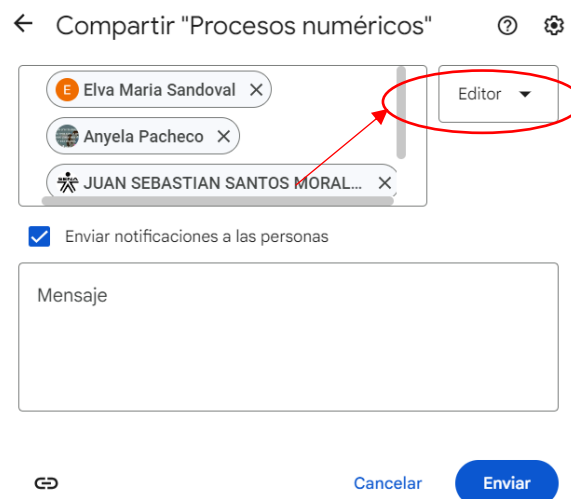 Compartir "Procesos numéricos"
E Elva Maria Sandoval
Editor
Anyela Pacheco
SENA JUAN SEBASTIAN SANTOS MORAL...
Enviar notificaciones a las personas
Mensaje
Cancelar
Enviar